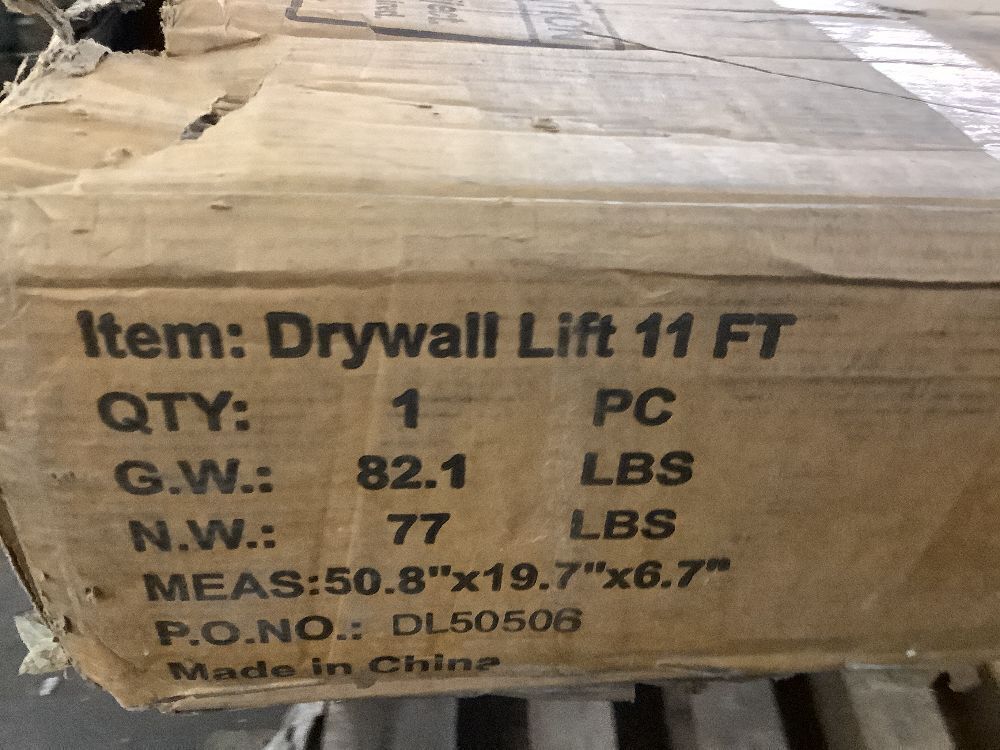 Item: Drywall Lift 11 FT
QTY: 1 PC
G.W.: 82.1 LBS
N.W.: 77 LBS
MEAS:50.8"x19.7"x6.7"
P.O.NO.: DL50506
Made in China